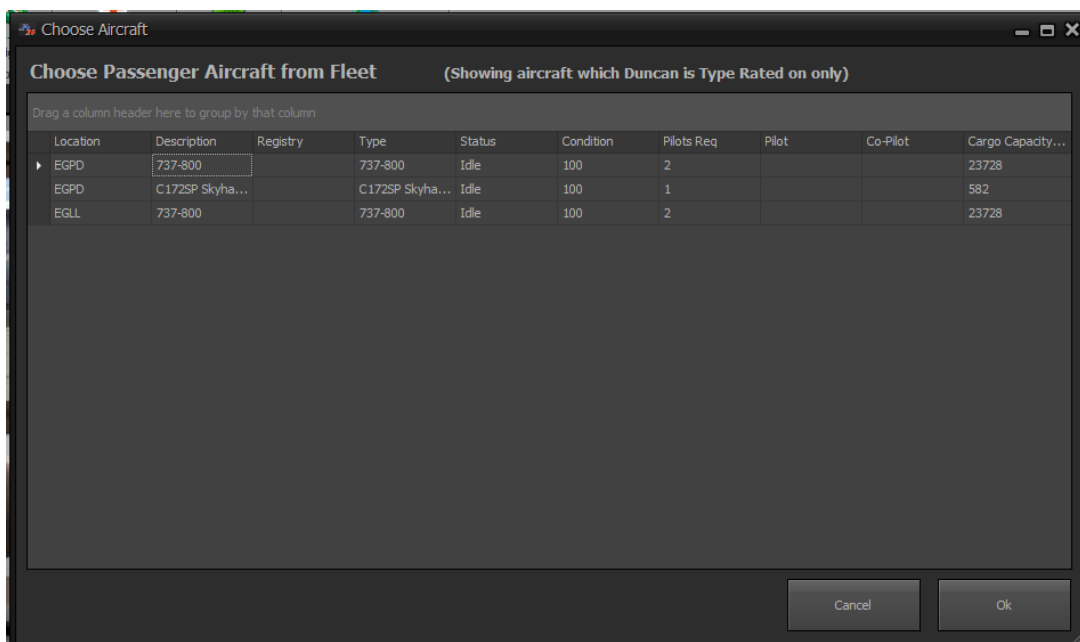 Choose Aircraft
Choose Passenger Aircraft from Fleet (Showing aircraft which Duncan is Type Rated on only)
Drag a column header here to group by that column
Location Description Registry Type Status Condition Pilots Req Pilot Co-Pilot Cargo Capacity...
EGPD 737-800 737-800 Idle 100 2 23728
EGPD C172SP Skyha... C172SP Skyha... Idle 100 1 582
EGLL 737-800 737-800 Idle 100 2 23728
Cancel Ok